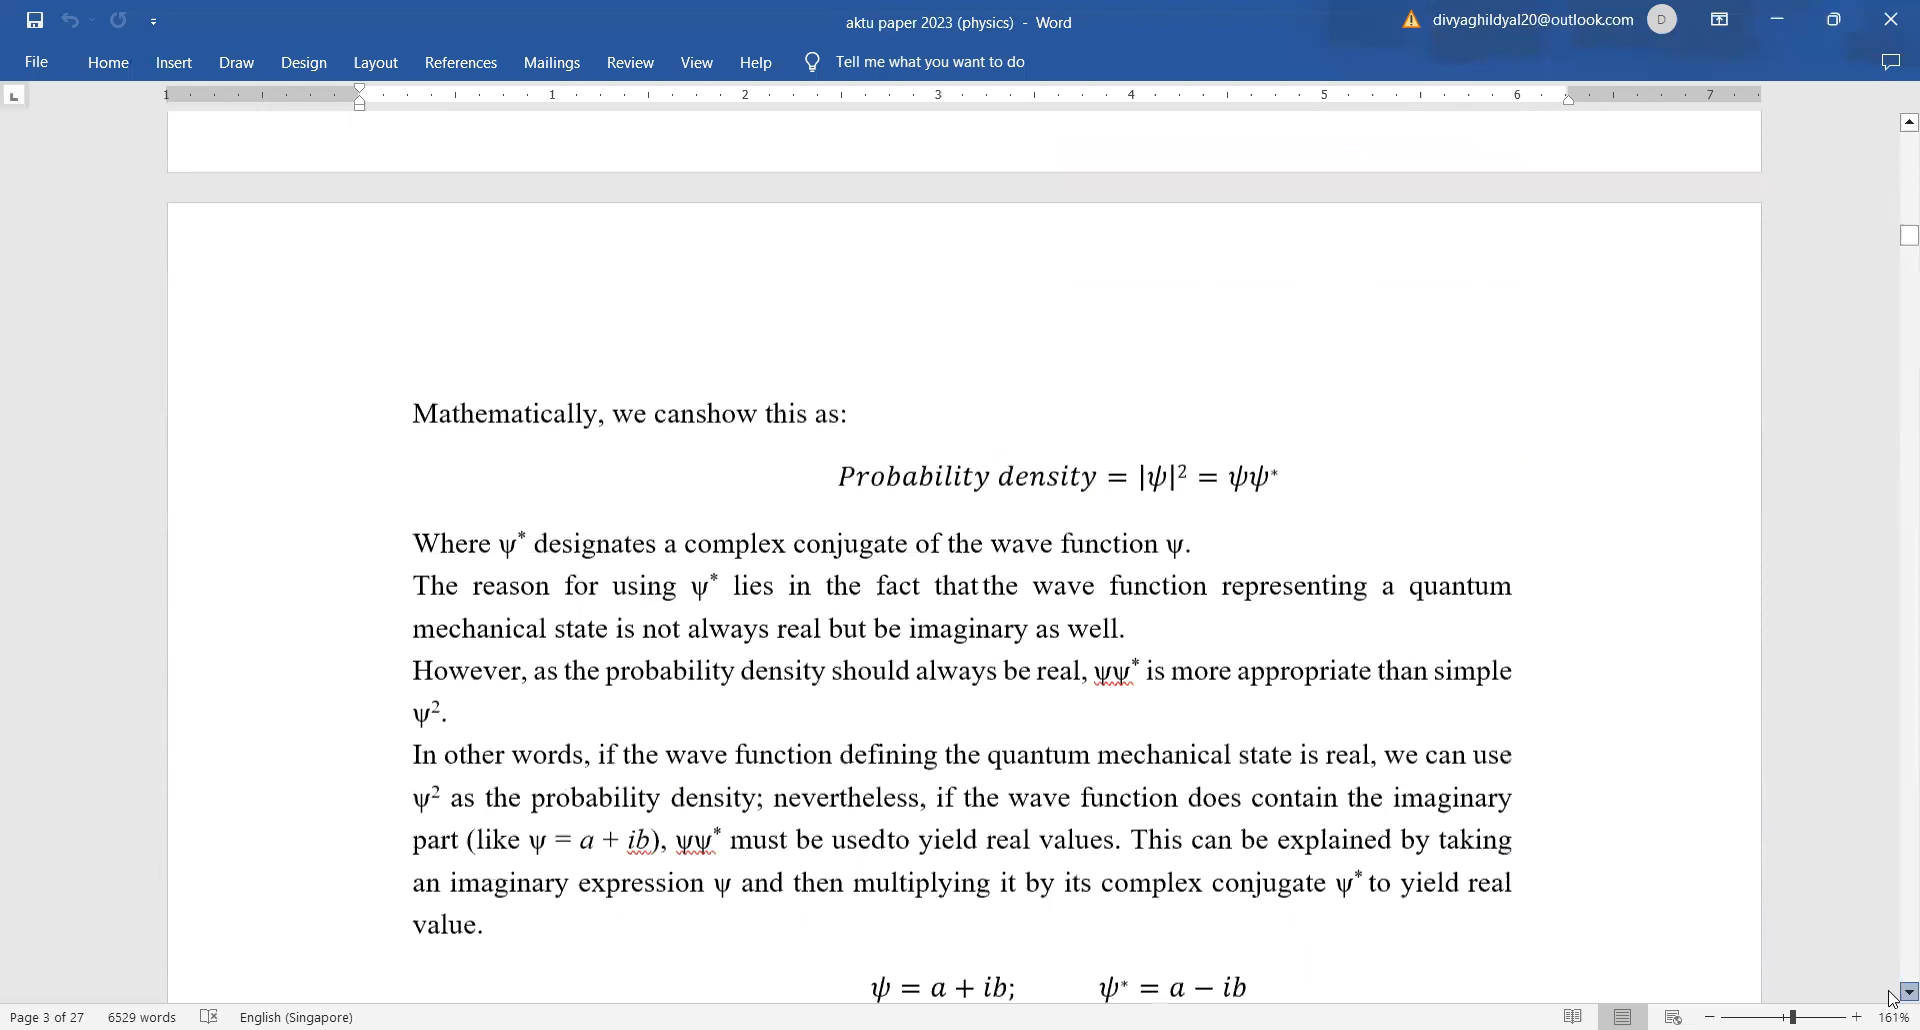 aktu paper 2023 (physics) - Word
divyaghildyal20@outlook.com
D
File Home Insert Draw Design Layout References Mailings Review View Help Tell me what you want to do
1 1 2 3 4 5 6 7
Mathematically, we canshow this as:
Probability density = |ψ|² = ψψ*
Where ψ* designates a complex conjugate of the wave function ψ.
The reason for using ψ* lies in the fact thatthe wave function representing a quantum
mechanical state is not always real but be imaginary as well.
However, as the probability density should always be real, ψψ* is more appropriate than simple
ψ².
In other words, if the wave function defining the quantum mechanical state is real, we can use
ψ² as the probability density; nevertheless, if the wave function does contain the imaginary
part (like ψ = a + ib), ψψ* must be usedto yield real values. This can be explained by taking
an imaginary expression ψ and then multiplying it by its complex conjugate ψ* to yield real
value.
ψ = a + ib; ψ* = a − ib
Page 3 of 27 6529 words English (Singapore) 161%